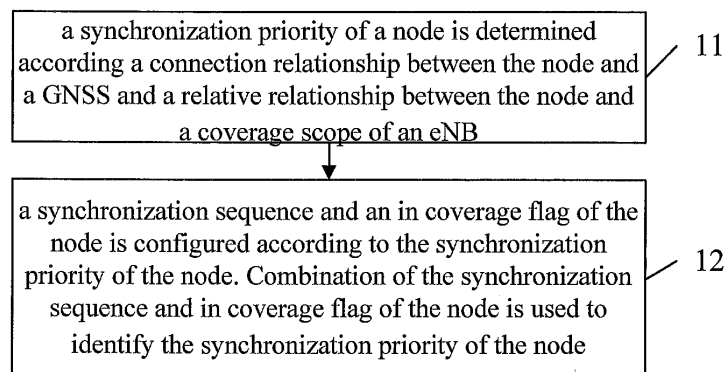 a synchronization priority of a node is determined
according a connection relationship between the node and
a GNSS and a relative relationship between the node and
a coverage scope of an eNB
11
a synchronization sequence and an in coverage flag of the
node is configured according to the synchronization
priority of the node. Combination of the synchronization
sequence and in coverage flag of the node is used to
identify the synchronization priority of the node
12